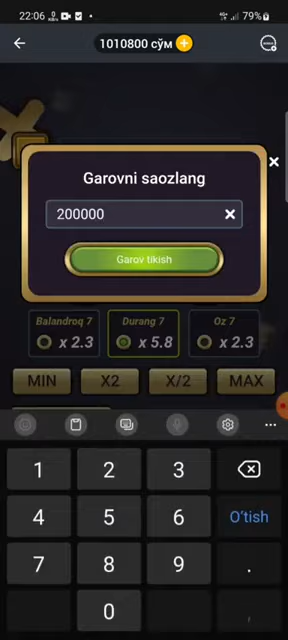 22:06
79%
1010800 сўм
Garovni saozlang
200000
Garov tikish
Balandroq 7
Durang 7
Oz 7
x 2.3
x 5.8
x 2.3
MIN
X2
X/2
MAX
1
2
3
4
5
6
O'tish
7
8
9
.
0
,